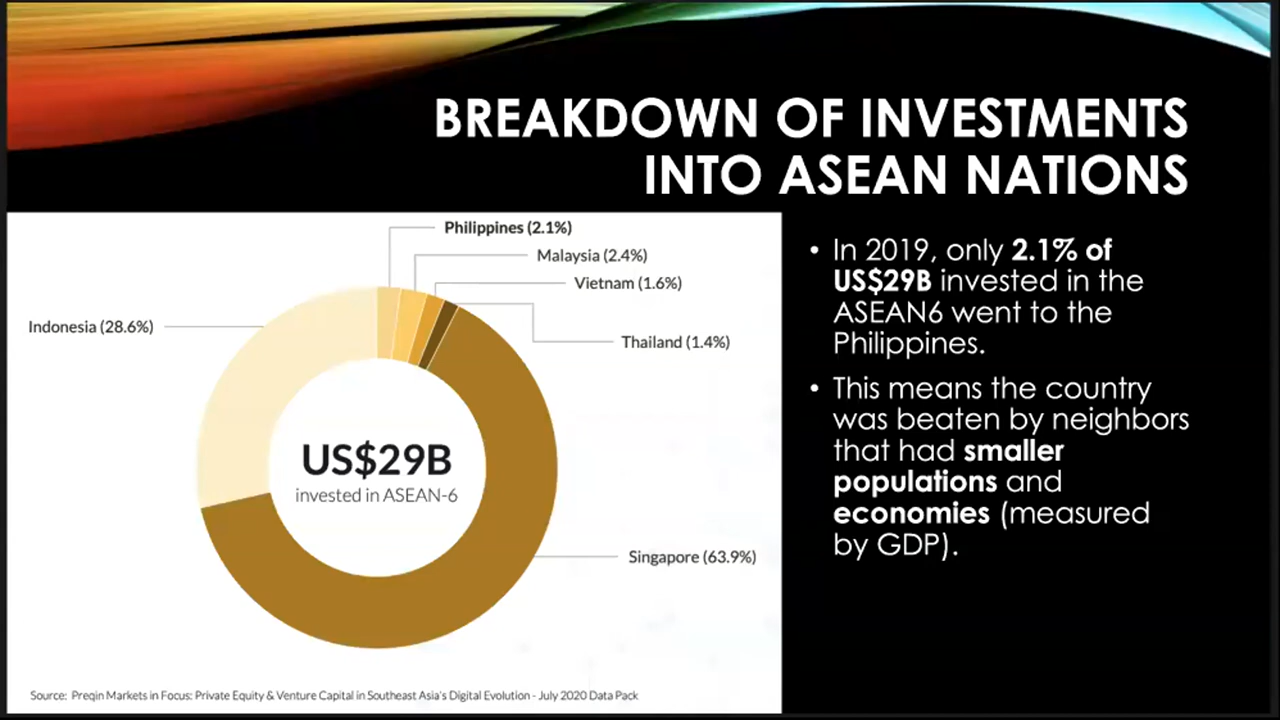 BREAKDOWN OF INVESTMENTS
INTO ASEAN NATIONS
Philippines (2.1%)
Malaysia (2.4%)
Vietnam (1.6%)
Indonesia (28.6%)
Thailand (1.4%)
US$29B
invested in ASEAN-6
Singapore (63.9%)
Source: Preqin Markets in Focus: Private Equity & Venture Capital in Southeast Asia's Digital Evolution - July 2020 Data Pack
• In 2019, only 2.1% of
US$29B invested in the
ASEAN6 went to the
Philippines.
• This means the country
was beaten by neighbors
that had smaller
populations and
economies (measured
by GDP).